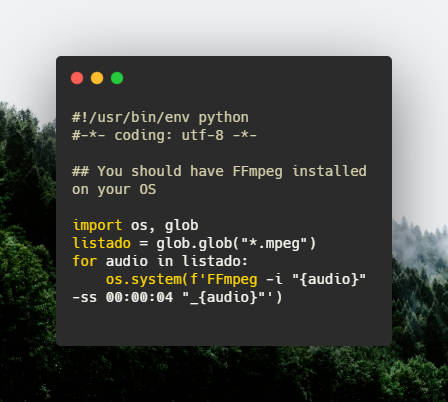 #!/usr/bin/env python
#-*- coding: utf-8 -*-
## You should have FFmpeg installed
on your OS
import os, glob
listado = glob.glob("*.mpeg")
for audio in listado:
    os.system(f'FFmpeg -i "{audio}"
-ss 00:00:04 "_{audio}"')